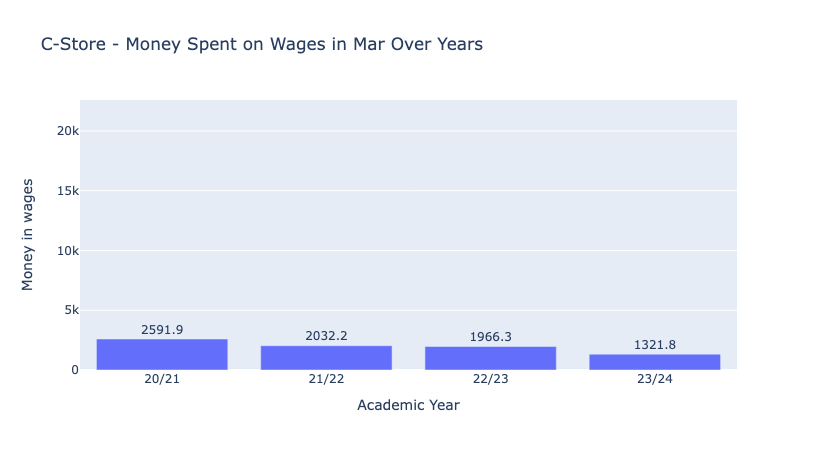 C-Store - Money Spent on Wages in Mar Over Years
Money in wages
20k
15k
10k
5k
0
2591.9
2032.2
1966.3
1321.8
20/21
21/22
22/23
23/24
Academic Year